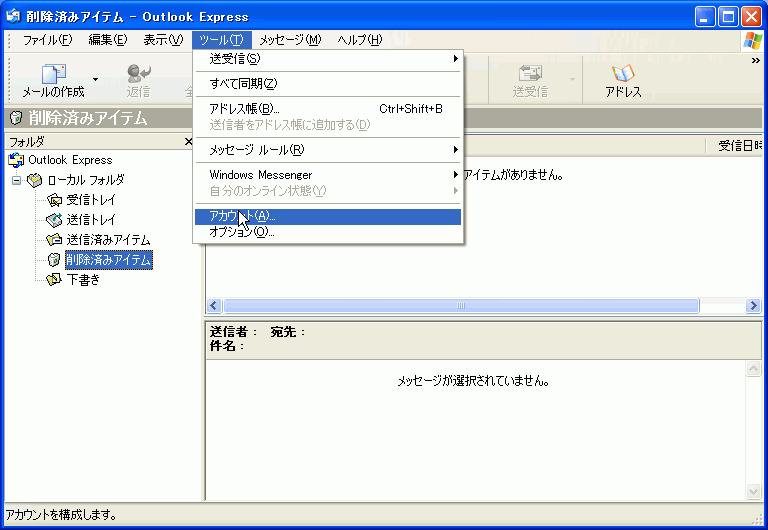 削除済みアイテム - Outlook Express
ファイル(F) 編集(E) 表示(V) ツール(T) メッセージ(M) ヘルプ(H)
メールの作成 返信 全 送受信 アドレス »
削除済みアイテム
フォルダ ×
Outlook Express
ローカル フォルダ
受信トレイ
送信トレイ
送信済みアイテム
削除済みアイテム
下書き
送受信(S)
すべて同期(Z)
アドレス帳(B)... Ctrl+Shift+B
送信者をアドレス帳に追加する(D)
メッセージ ルール(R)
Windows Messenger
自分のオンライン状態(Y)
アカウント(A)...
オプション(O)...
受信日時
アイテムがありません。
送信者： 宛先：
件名：
メッセージが選択されていません。
アカウントを構成します。